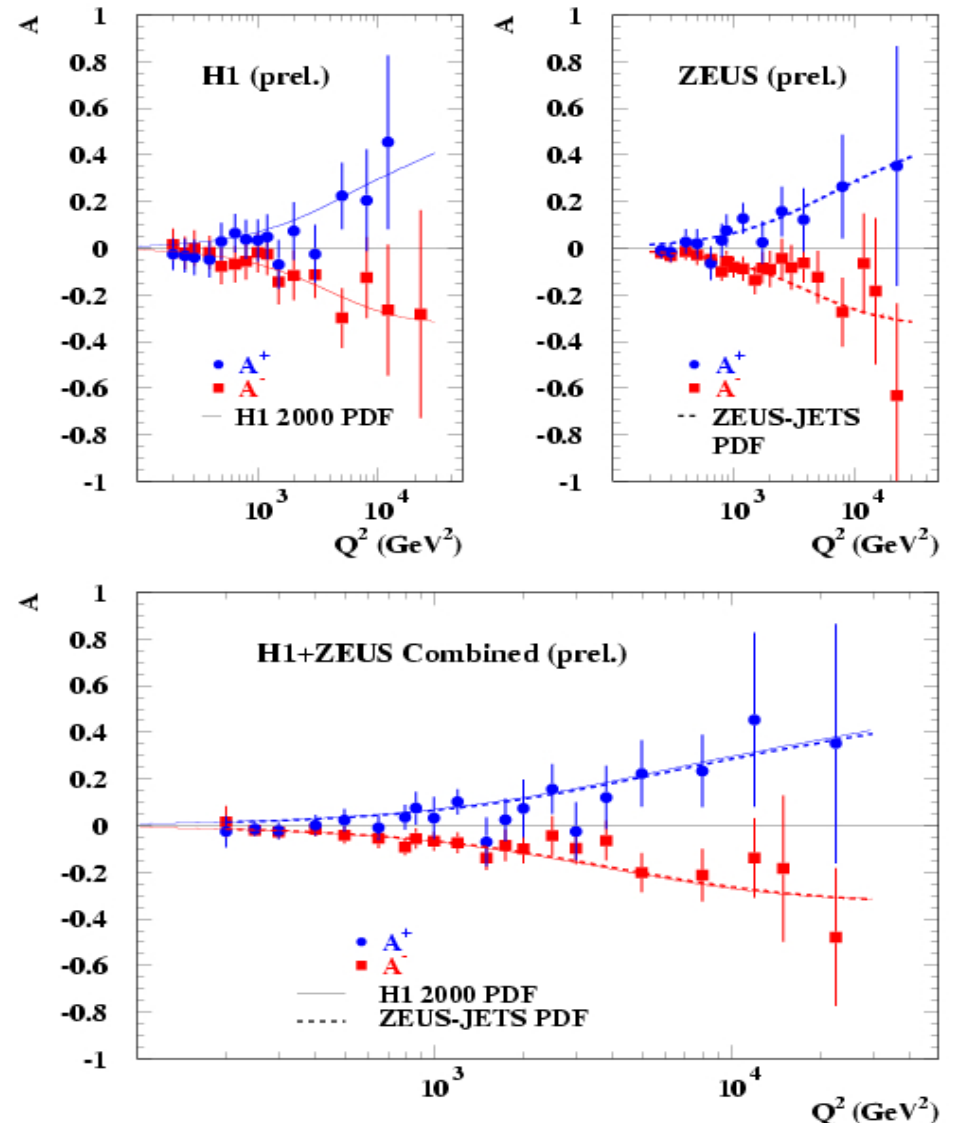 A
1
0.8
0.6
0.4
0.2
0
-0.2
-0.4
-0.6
-0.8
-1
H1 (prel.)
A+
A-
H1 2000 PDF
10^3
10^4
Q^2 (GeV^2)
A
1
0.8
0.6
0.4
0.2
0
-0.2
-0.4
-0.6
-0.8
-1
ZEUS (prel.)
A+
A-
ZEUS-JETS
PDF
10^3
10^4
Q^2 (GeV^2)
A
1
0.8
0.6
0.4
0.2
0
-0.2
-0.4
-0.6
-0.8
-1
H1+ZEUS Combined (prel.)
A+
A-
H1 2000 PDF
ZEUS-JETS PDF
10^3
10^4
Q^2 (GeV^2)